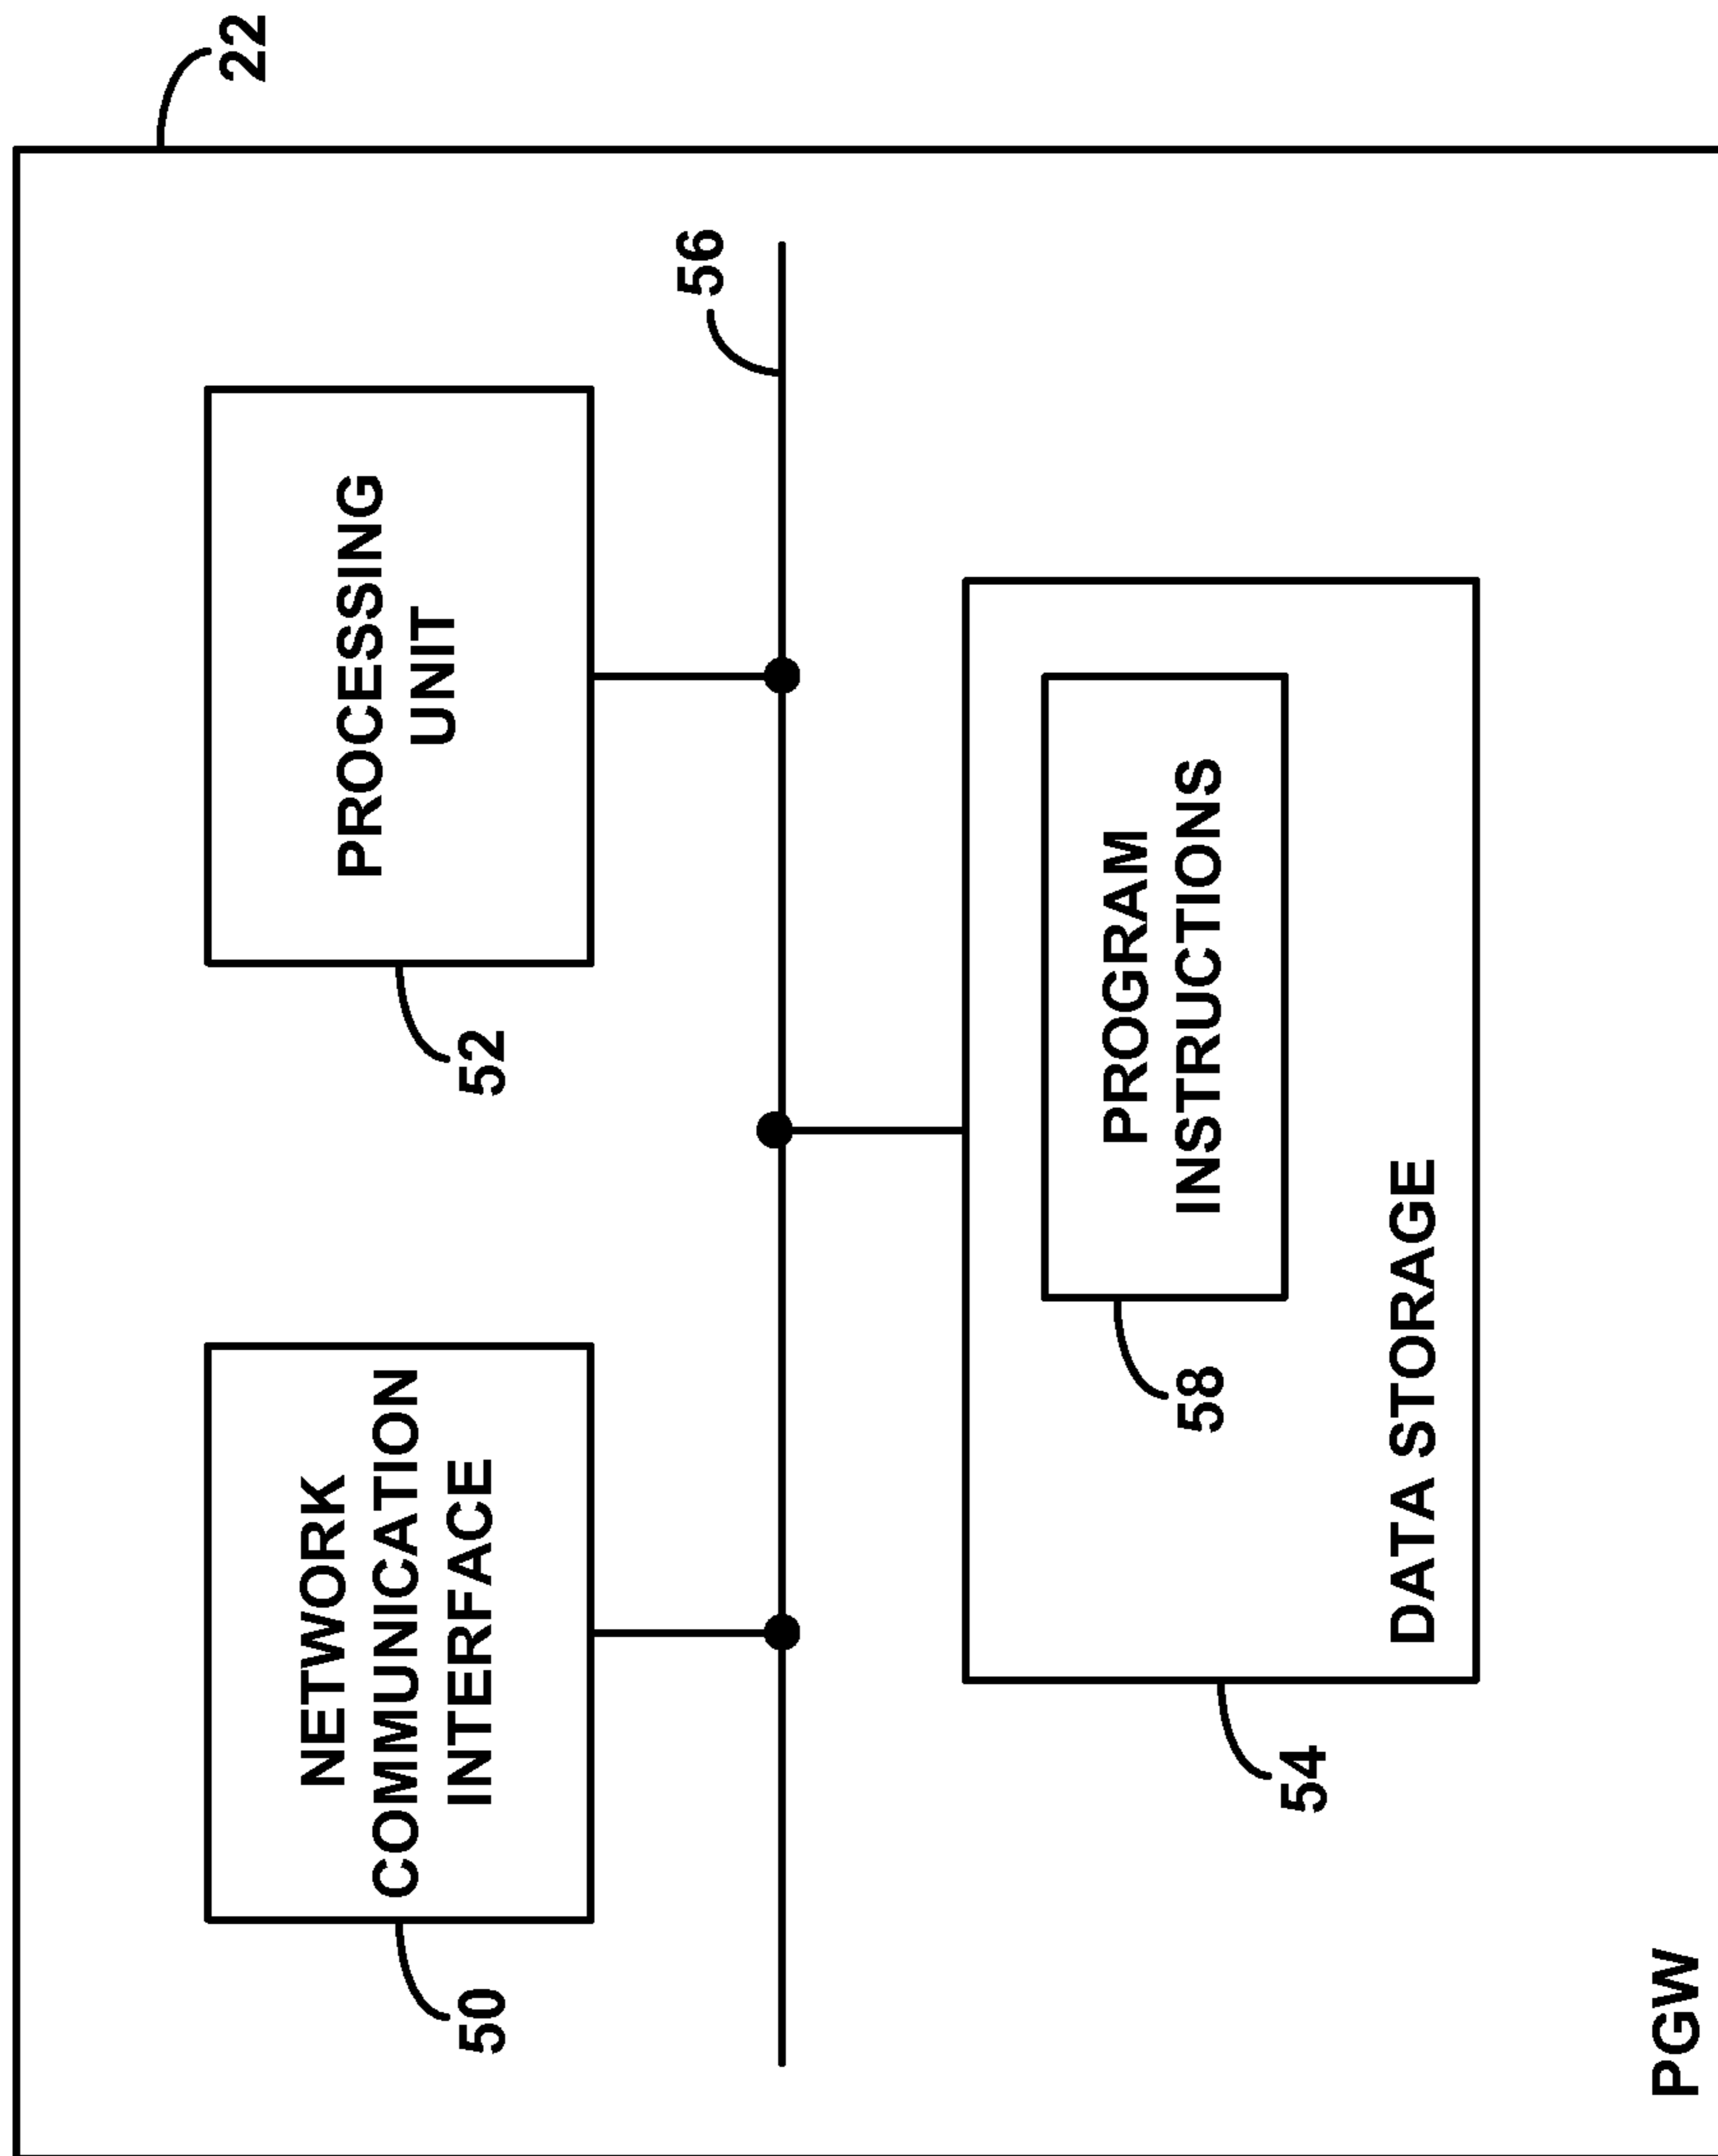 22
NETWORK
COMMUNICATION
INTERFACE
50
PROCESSING
UNIT
52
56
PROGRAM
INSTRUCTIONS
58
DATA STORAGE
54
PGW